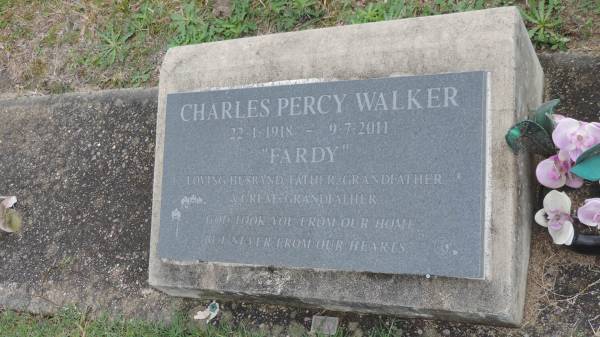 CHARLES PERCY WALKER
22·1·1918 - 9·7·2011
"FARDY"
LOVING HUSBAND, FATHER, GRANDFATHER
& GREAT-GRANDFATHER
GOD TOOK YOU FROM OUR HOME
BUT NEVER FROM OUR HEARTS